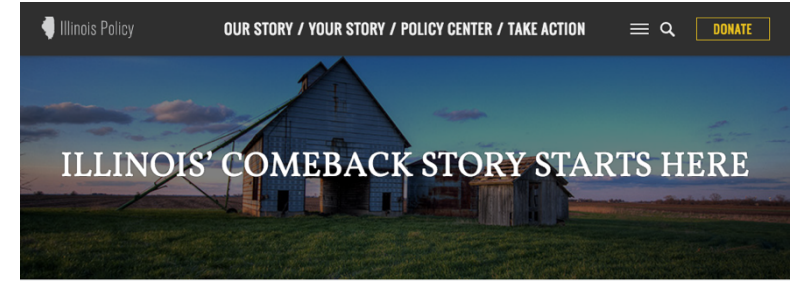 Illinois Policy
OUR STORY / YOUR STORY / POLICY CENTER / TAKE ACTION
DONATE
ILLINOIS’ COMEBACK STORY STARTS HERE